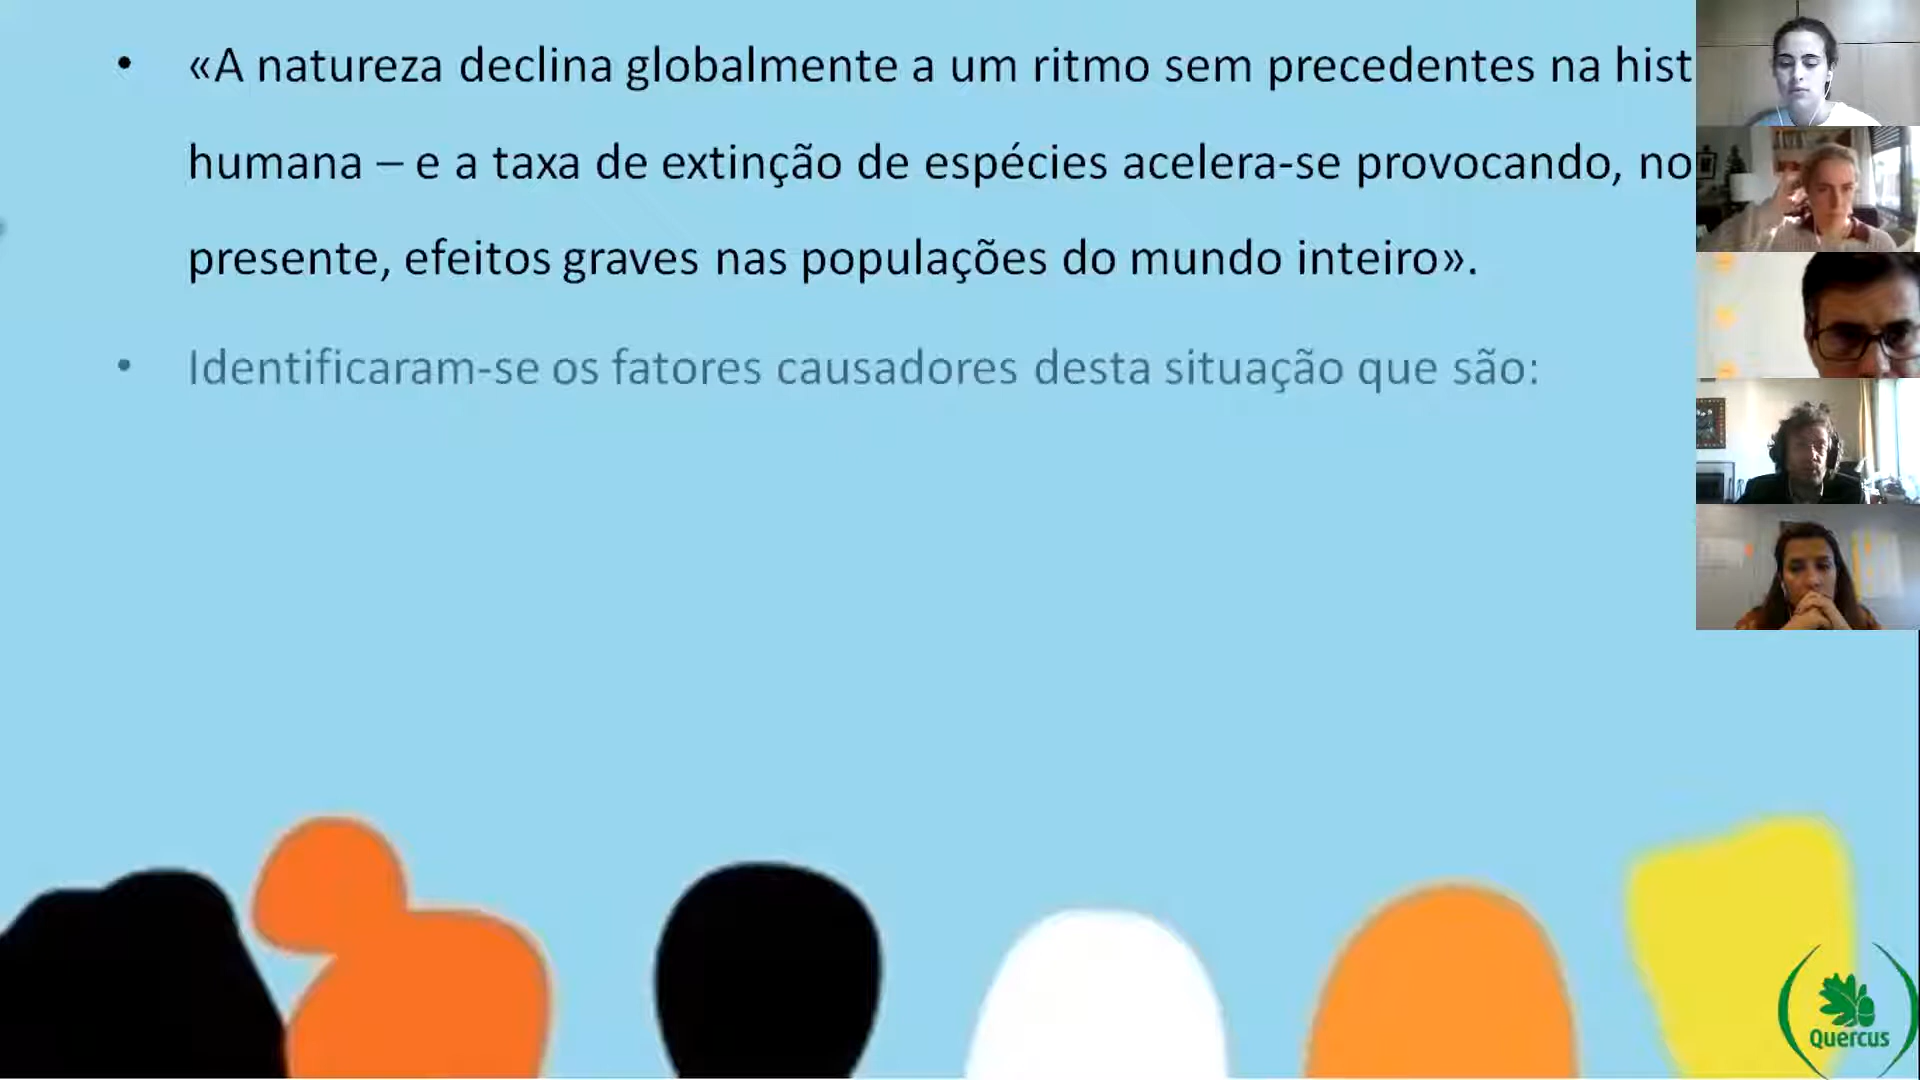 • «A natureza declina globalmente a um ritmo sem precedentes na hist
humana – e a taxa de extinção de espécies acelera-se provocando, no
presente, efeitos graves nas populações do mundo inteiro».
• Identificaram-se os fatores causadores desta situação que são:
Quercus